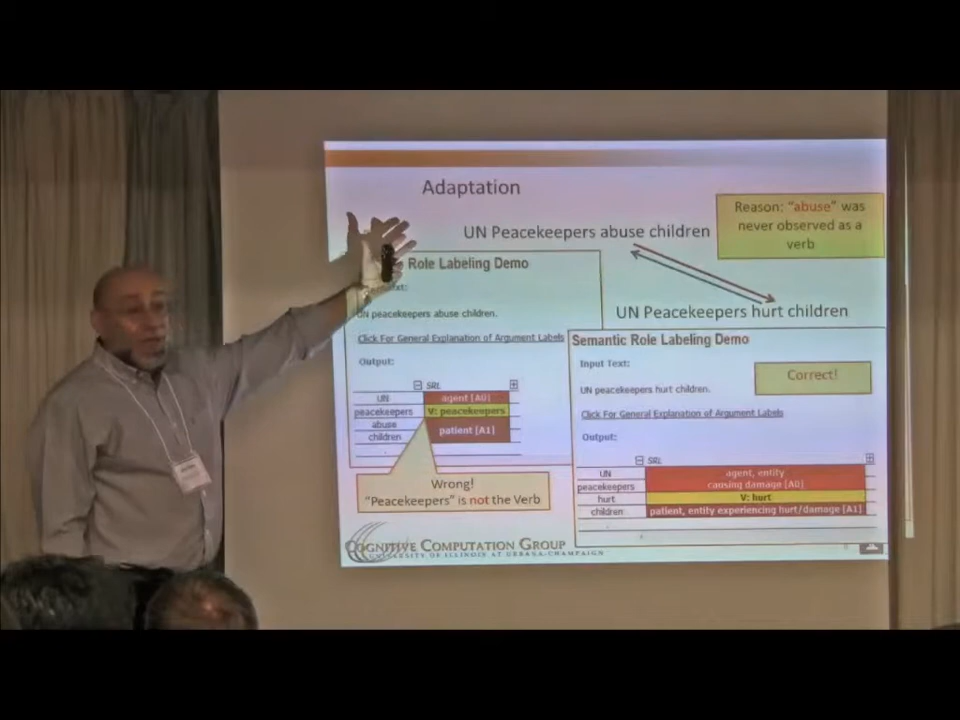 Adaptation
UN Peacekeepers abuse children
Reason: "abuse" was
never observed as a
verb
Role Labeling Demo
UN peacekeepers abuse children.
Click For General Explanation of Argument Labels
Output:
SRL
UN
agent [A0]
peacekeepers
V: peacekeepers
abuse
patient [A1]
children
Wrong!
"Peacekeepers" is not the Verb
UN Peacekeepers hurt children
Semantic Role Labeling Demo
Input Text:
Correct!
UN peacekeepers hurt children.
Click For General Explanation of Argument Labels
Output:
SRL
UN
agent, entity
peacekeepers
causing damage [A0]
hurt
V: hurt
children
patient, entity experiencing hurt/damage [A1]
COGNITIVE COMPUTATION GROUP
UNIVERSITY OF ILLINOIS AT URBANA-CHAMPAIGN